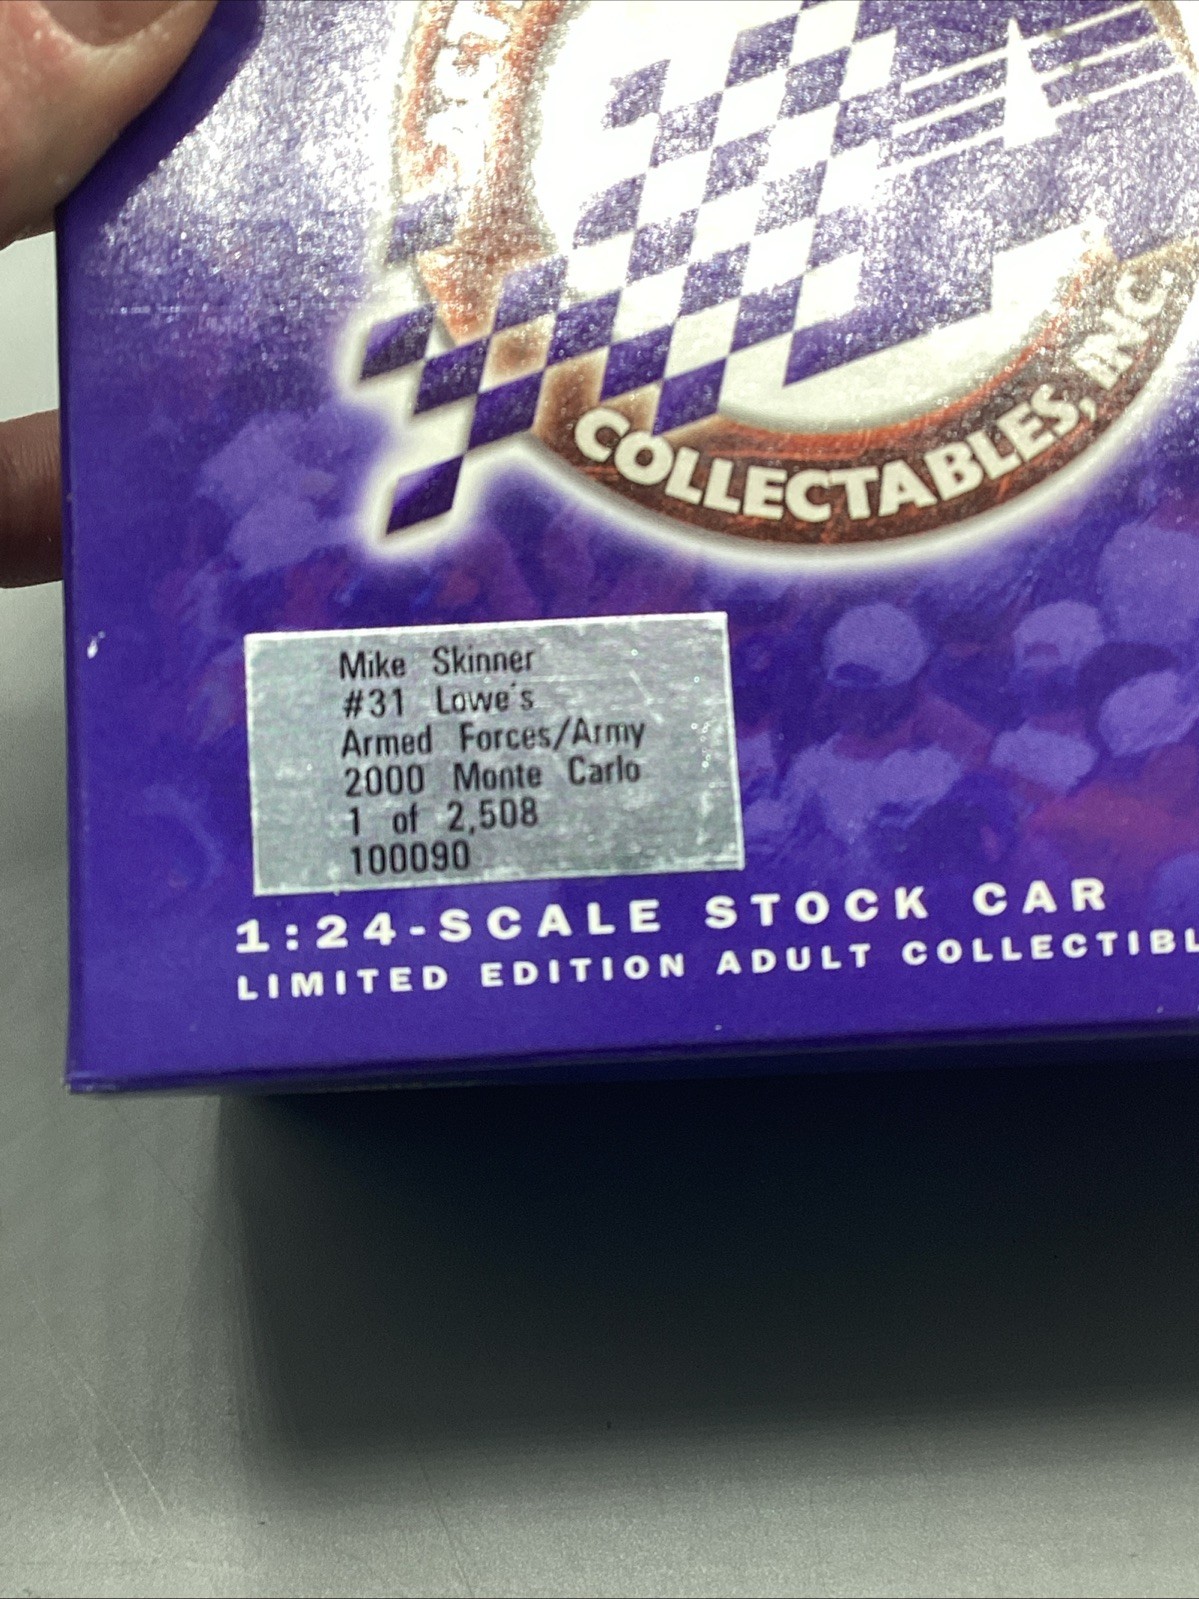 COLLECTABLES, INC.
Mike Skinner
#31 Lowe's
Armed Forces/Army
2000 Monte Carlo
1 of 2,508
100090
1:24-SCALE STOCK CAR
LIMITED EDITION ADULT